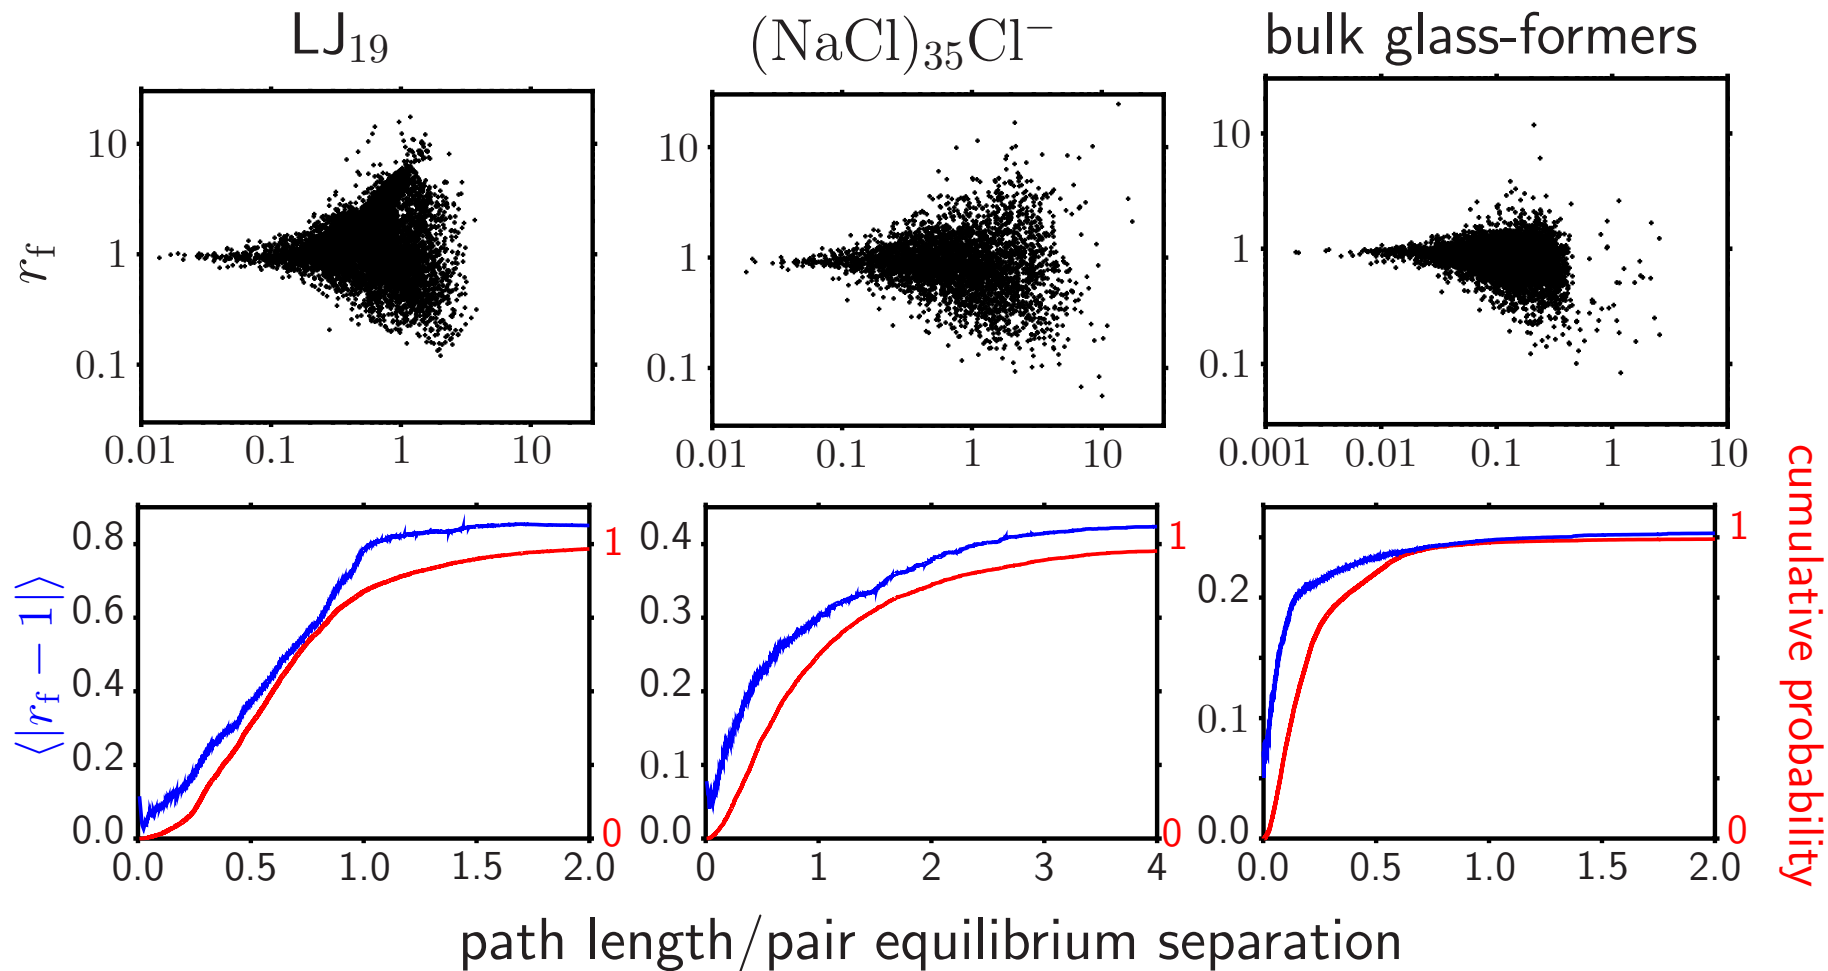 LJ₁₉ (NaCl)₃₅Cl⁻ bulk glass-formers
r_f
10
1
0.1
0.01 0.1 1 10
10
1
0.1
0.01 0.1 1 10
10
1
0.1
0.001 0.01 0.1 1 10
⟨|r_f − 1|⟩
0.8
0.6
0.4
0.2
0.0
0.0 0.5 1.0 1.5 2.0
1
0
0.4
0.3
0.2
0.1
0.0
0 1 2 3 4
1
0
0.2
0.1
0.0
0.0 0.5 1.0 1.5 2.0
1
0
cumulative probability
path length/pair equilibrium separation